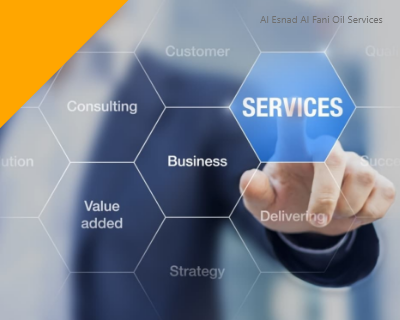 Al Esnad Al Fani Oil Services
Customer
Consulting
SERVICES
Business
Value
added
Delivering
Strategy